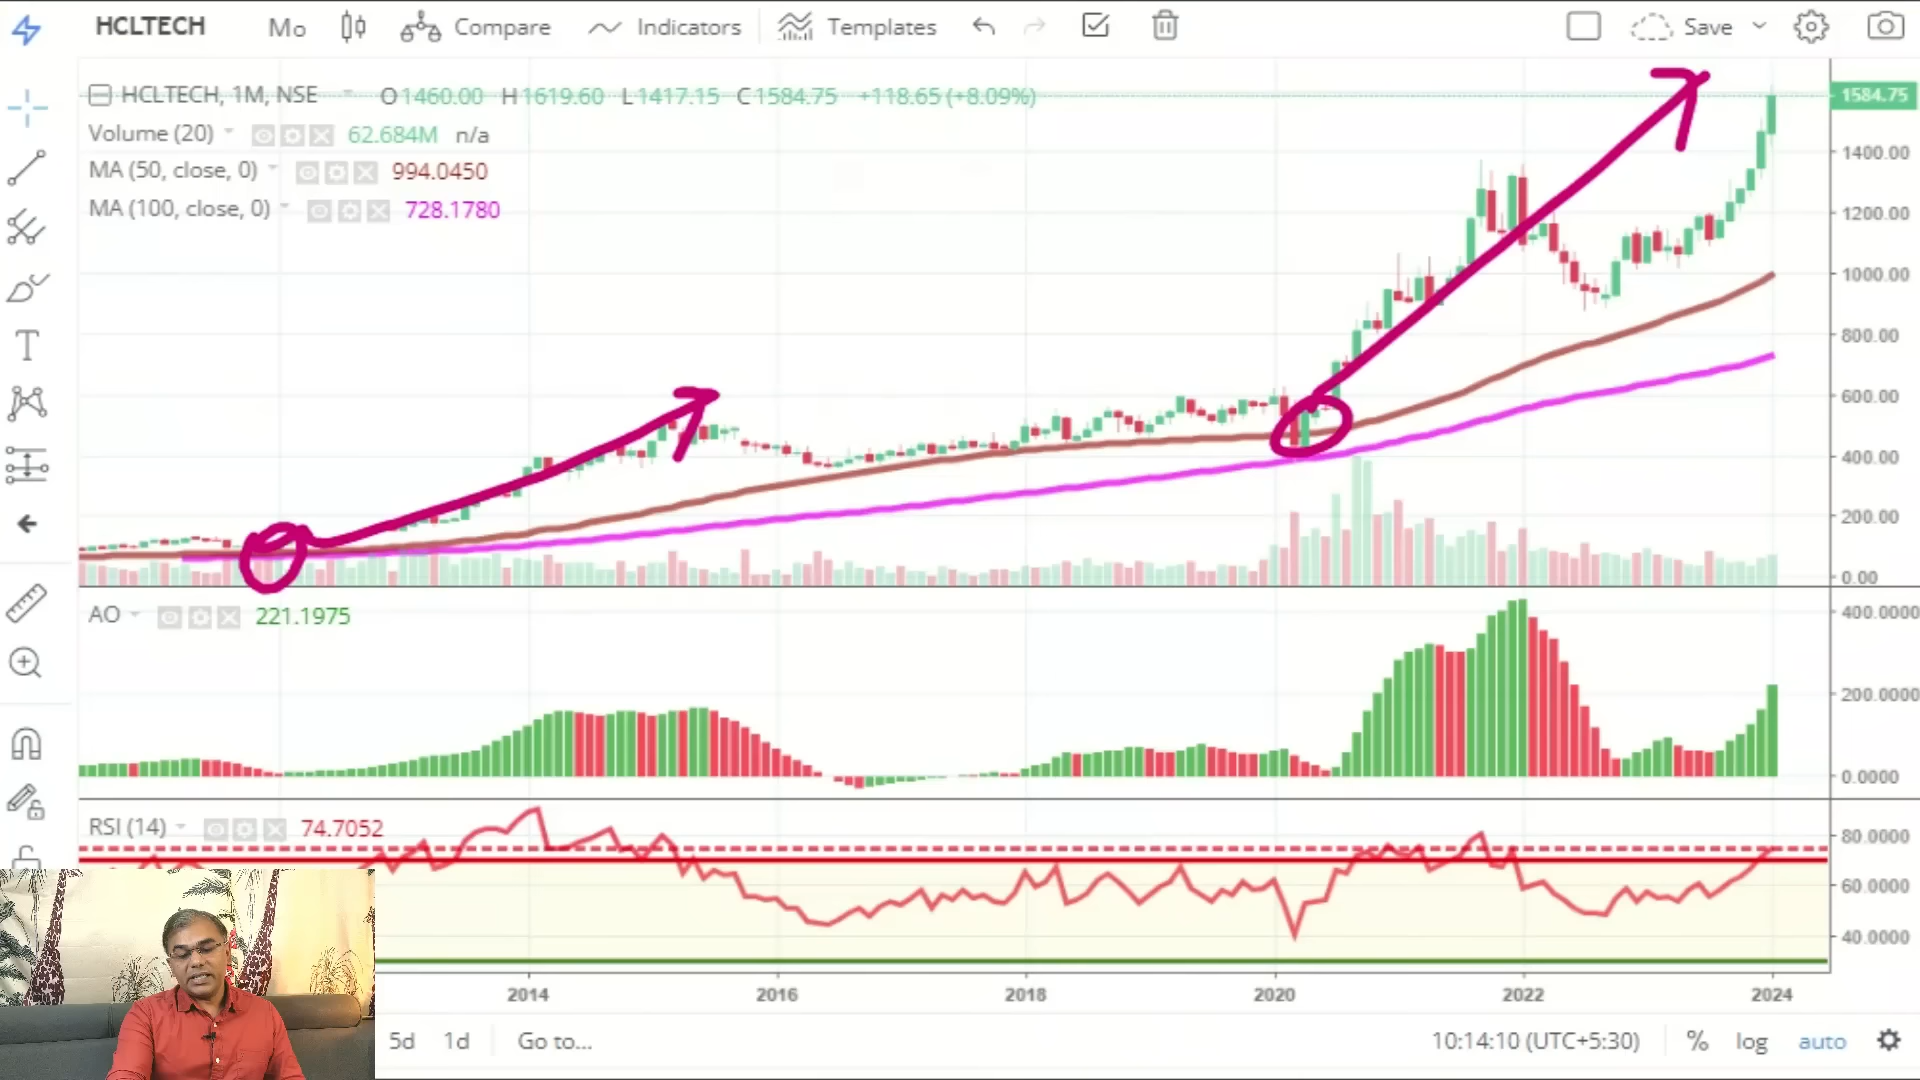 HCLTECH Mo Compare Indicators Templates Save
HCLTECH, 1M, NSE O1460.00 H1619.60 L1417.15 C1584.75 +118.65 (+8.09%)
1584.75
Volume (20) 62.684M n/a
1400.00
MA (50, close, 0) 994.0450
MA (100, close, 0) 728.1780
1200.00
1000.00
800.00
600.00
400.00
200.00
0.00
AO 221.1975
400.0000
200.0000
0.0000
RSI (14) 74.7052
80.0000
60.0000
40.0000
2014 2016 2018 2020 2022 2024
5d 1d Go to... 10:14:10 (UTC+5:30) % log auto